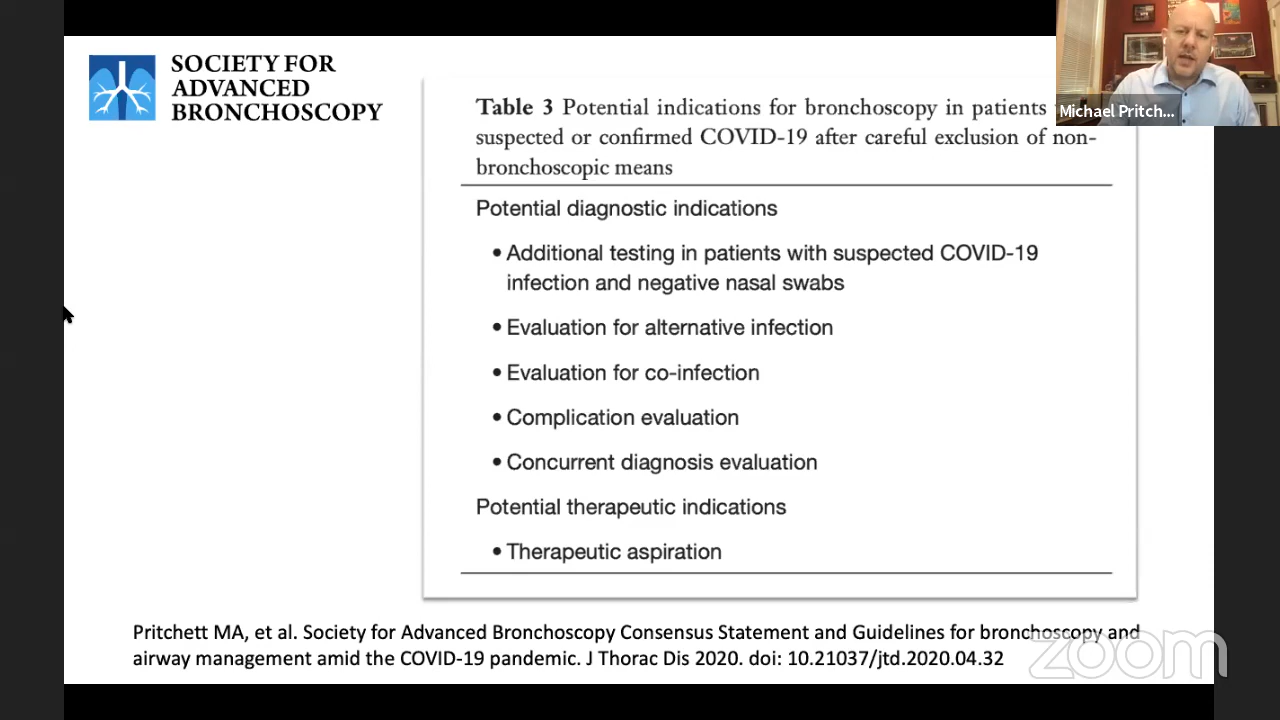 SOCIETY FOR
ADVANCED
BRONCHOSCOPY
Table 3 Potential indications for bronchoscopy in patients
suspected or confirmed COVID-19 after careful exclusion of non-
bronchoscopic means
Potential diagnostic indications
• Additional testing in patients with suspected COVID-19
infection and negative nasal swabs
• Evaluation for alternative infection
• Evaluation for co-infection
• Complication evaluation
• Concurrent diagnosis evaluation
Potential therapeutic indications
• Therapeutic aspiration
Pritchett MA, et al. Society for Advanced Bronchoscopy Consensus Statement and Guidelines for bronchoscopy and
airway management amid the COVID-19 pandemic. J Thorac Dis 2020. doi: 10.21037/jtd.2020.04.32
Michael Pritch...
zoom